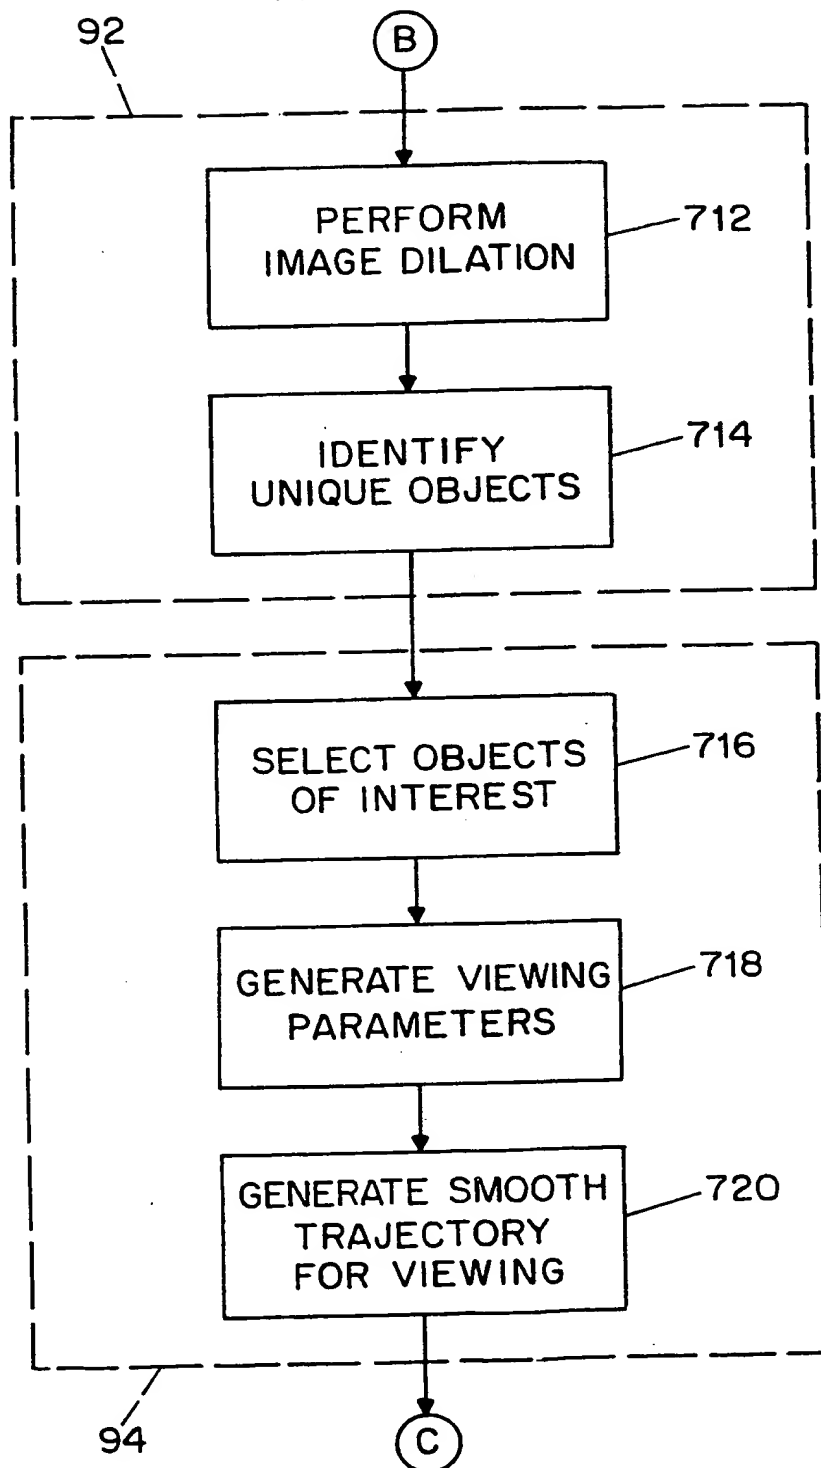 92
B
PERFORM
IMAGE DILATION
712
IDENTIFY
UNIQUE OBJECTS
714
SELECT OBJECTS
OF INTEREST
716
GENERATE VIEWING
PARAMETERS
718
GENERATE SMOOTH
TRAJECTORY
FOR VIEWING
720
94
C